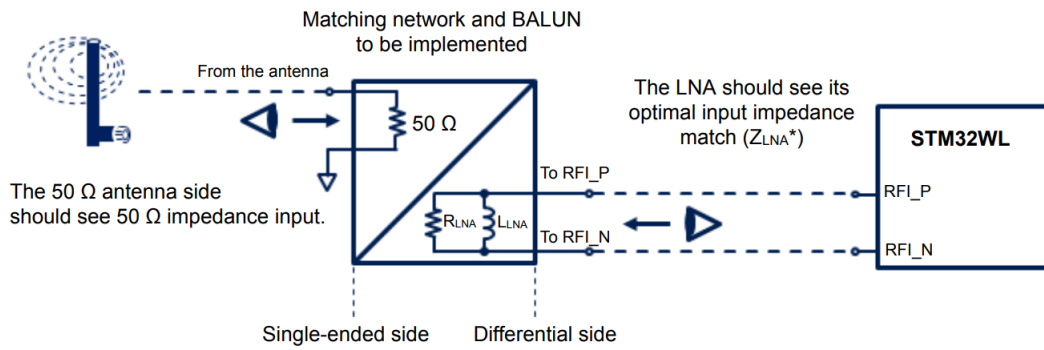 Matching network and BALUN
to be implemented
From the antenna
50 Ω
The 50 Ω antenna side
should see 50 Ω impedance input.
The LNA should see its
optimal input impedance
match (ZLNA*)
STM32WL
To RFI_P
RFI_P
RLNA
LLNA
To RFI_N
RFI_N
Single-ended side
Differential side